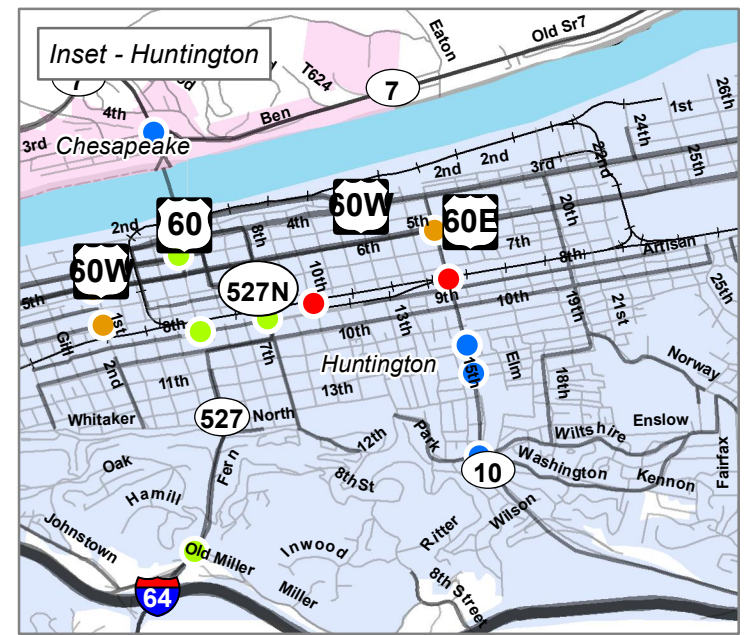 Inset - Huntington
Eaton
Old Sr7
T624
7
7
Ben
4th
3rd
Chesapeake
1st
26th
24th
22nd
25th
2nd
2nd
3rd
2nd
60
8th
4th
60W
5th
60E
20th
7th
6th
60W
8th
Artisan
5th
527N
10th
9th
10th
19th
21st
25th
Gill
1st
8th
7th
10th
13th
2nd
Huntington
15th
Elm
Norway
11th
13th
18th
Whitaker
527
North
12th
Park
Wiltshire
Enslow
Fairfax
Oak
Fern
8th St
10
Washington
Kennon
Hamill
Wilson
Johnstown
Old Miller
Inwood
Ritter
64
Miller
8th Street